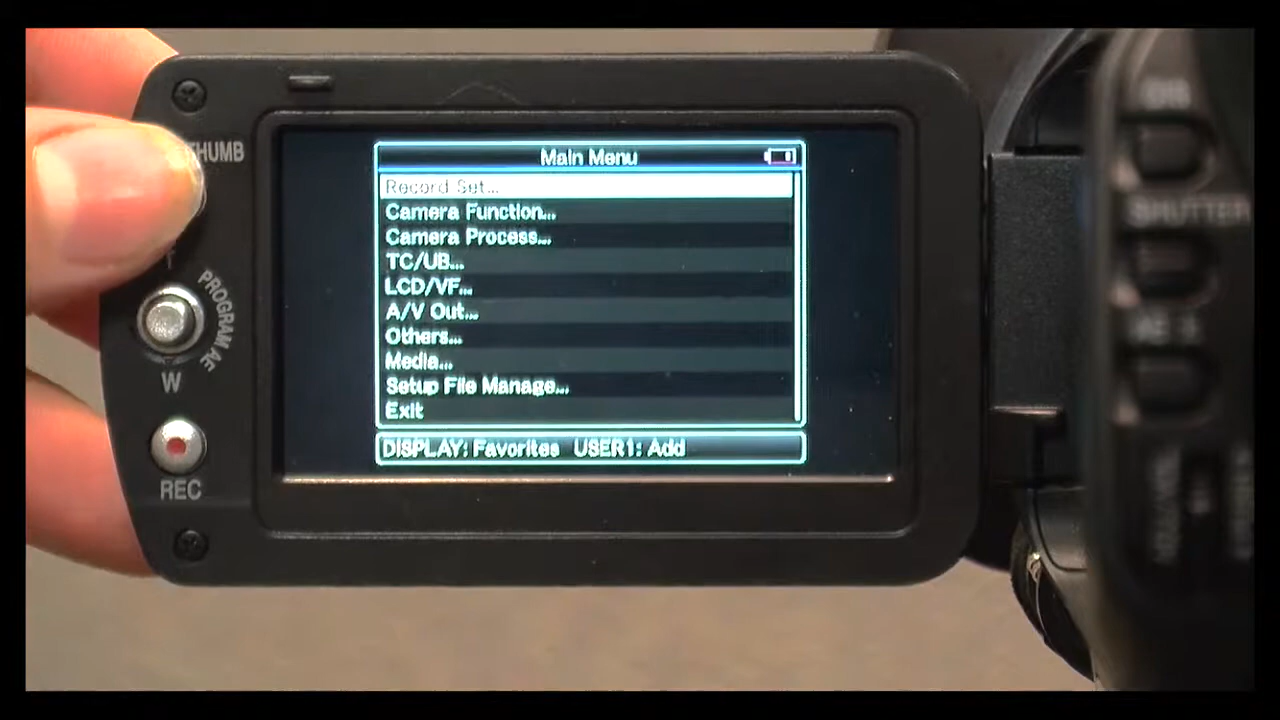 THUMB
Main Menu
Record Set...
Camera Function...
Camera Process...
TC/UB...
LCD/VF...
A/V Out...
Others...
Media...
Setup File Manage...
Exit
DISPLAY: Favorites USER1: Add
T
PROGRAM AE
W
REC
SHUTTER